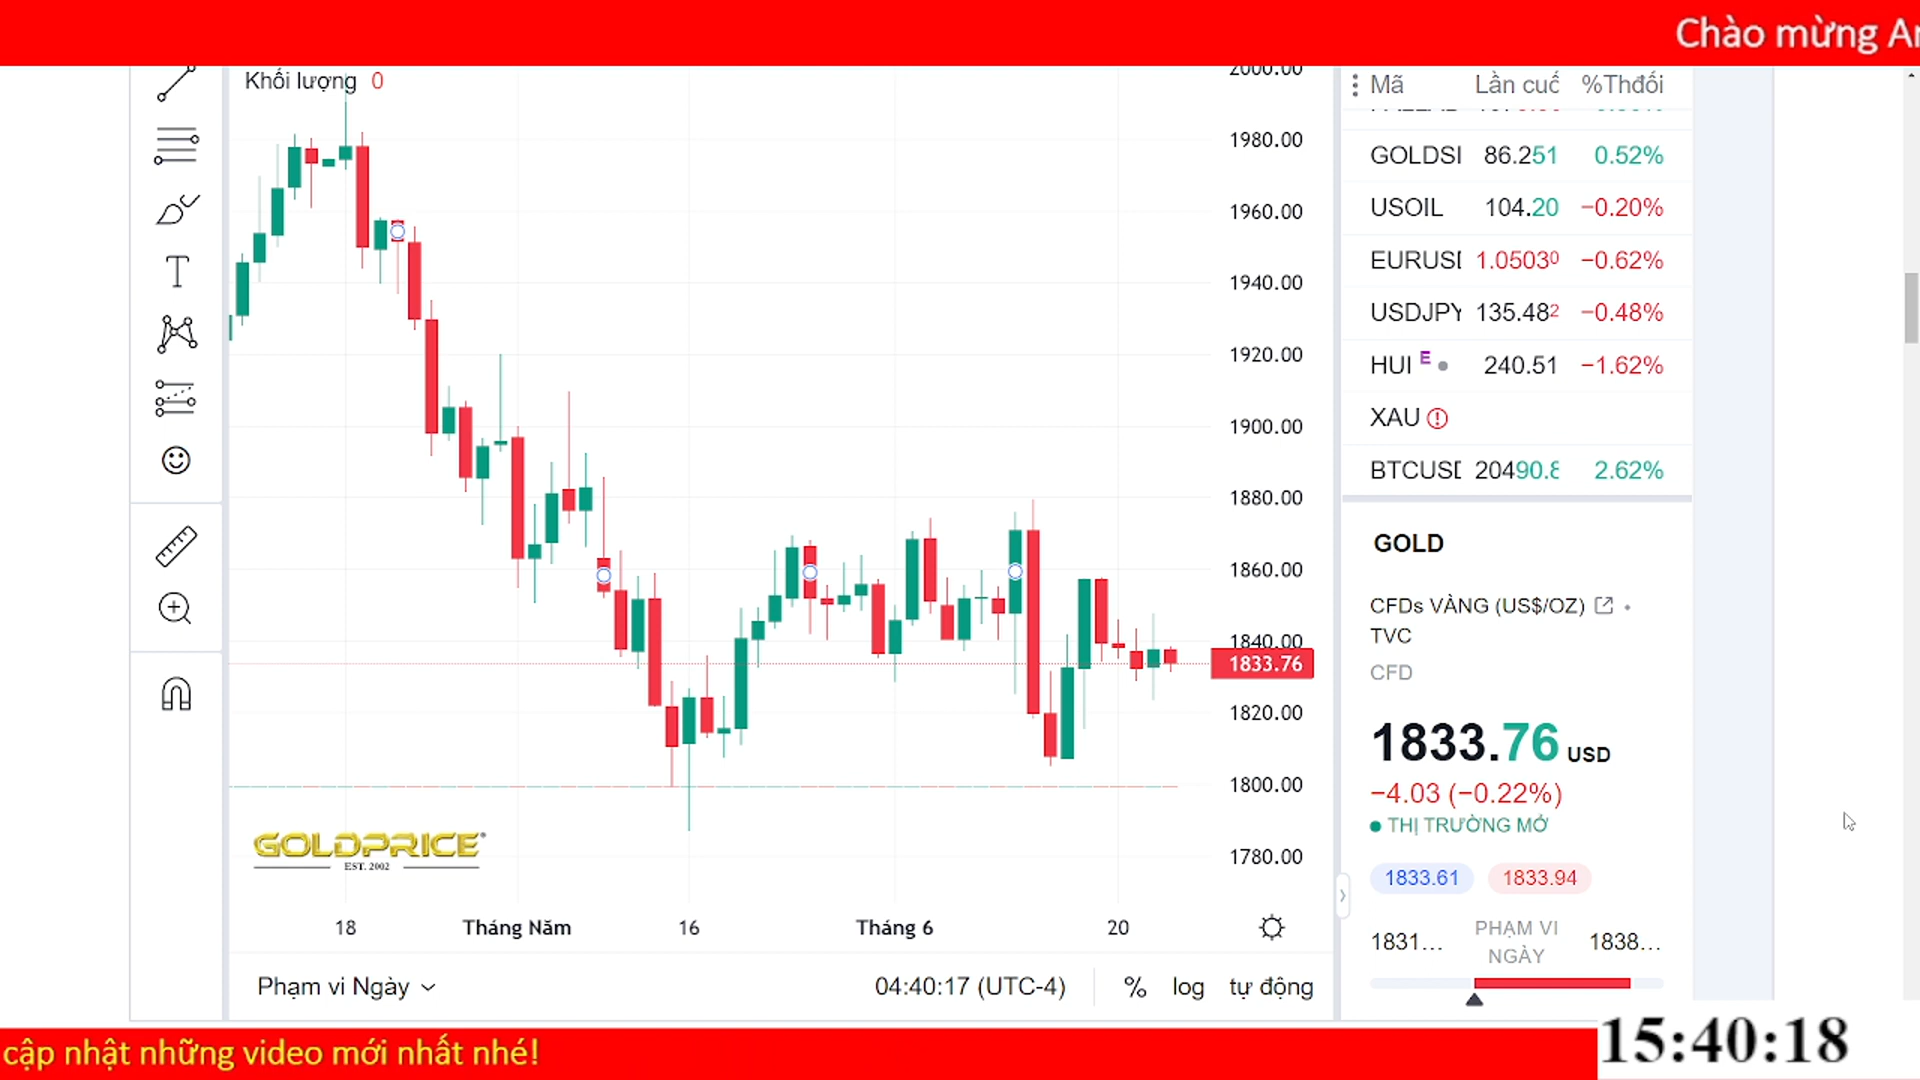 Chào mừng
Khối lượng 0
2000.00
1980.00
1960.00
1940.00
1920.00
1900.00
1880.00
1860.00
1840.00
1833.76
1820.00
1800.00
1780.00
GOLDPRICE
EST. 2002
18 Tháng Năm 16 Tháng 6 20
Phạm vi Ngày 04:40:17 (UTC-4) % log tự động
Mã Lần cuố %Thđổi
GOLDSI 86.251 0.52%
USOIL 104.20 −0.20%
EURUSD 1.05030 −0.62%
USDJPY 135.482 −0.48%
HUI E 240.51 −1.62%
XAU
BTCUSD 20490.8 2.62%
GOLD
CFDs VÀNG (US$/OZ)
TVC
CFD
1833.76 USD
−4.03 (−0.22%)
THỊ TRƯỜNG MỞ
1833.61 1833.94
1831... PHẠM VI NGÀY 1838...
cập nhật những video mới nhất nhé!
15:40:18